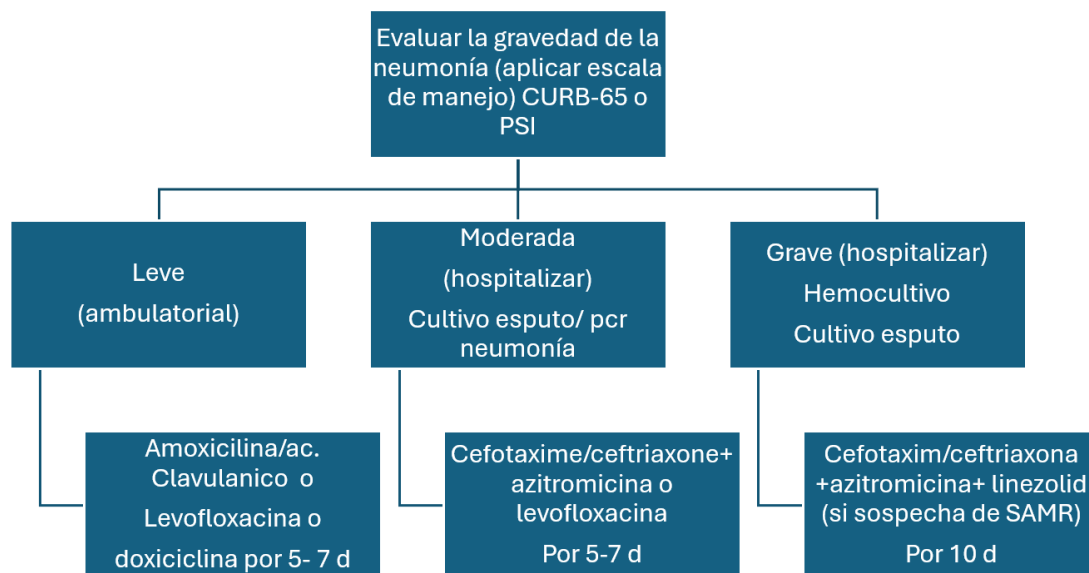 Evaluar la gravedad de la
neumonía (aplicar escala
de manejo) CURB-65 o
PSI
Leve
(ambulatorial)
Moderada
(hospitalizar)
Cultivo esputo/ pcr
neumonía
Grave (hospitalizar)
Hemocultivo
Cultivo esputo
Amoxicilina/ac.
Clavulanico o
Levofloxacina o
doxiciclina por 5- 7 d
Cefotaxime/ceftriaxone+
azitromicina o
levofloxacina
Por 5-7 d
Cefotaxim/ceftriaxona
+azitromicina+ linezolid
(si sospecha de SAMR)
Por 10 d